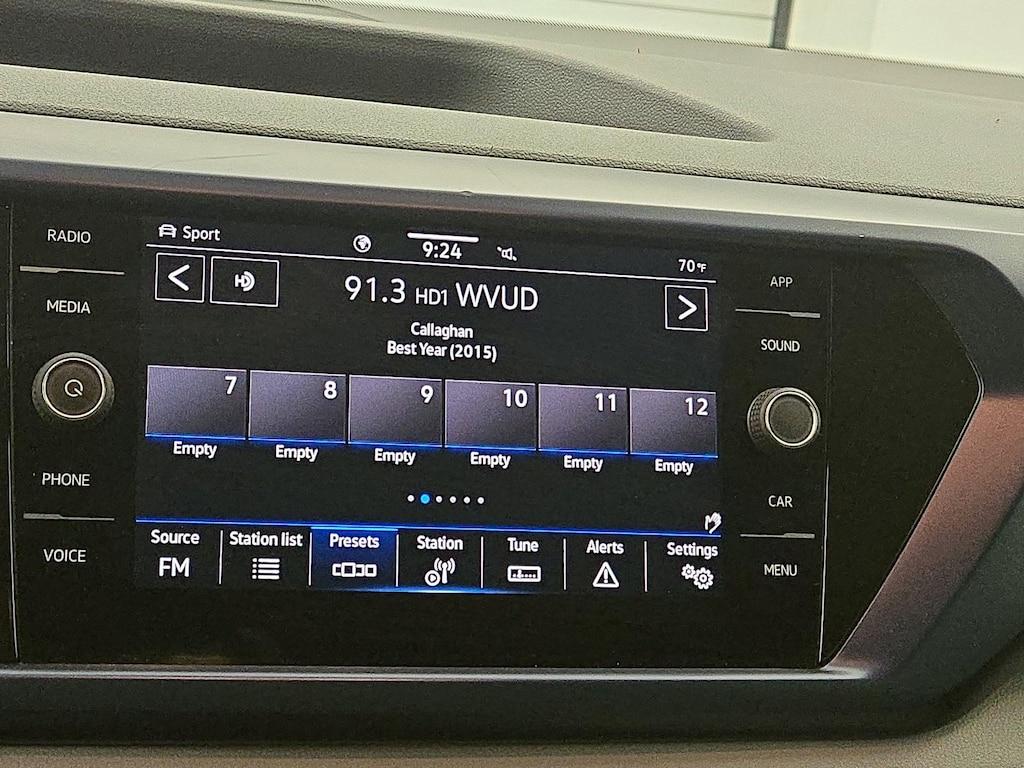 RADIO
MEDIA
PHONE
VOICE
Sport
9:24
70°F
HD
91.3 HD1 WVUD
Callaghan
Best Year (2015)
7 8 9 10 11 12
Empty Empty Empty Empty Empty Empty
Source Station list Presets Station Tune Alerts Settings
FM
APP
SOUND
CAR
MENU